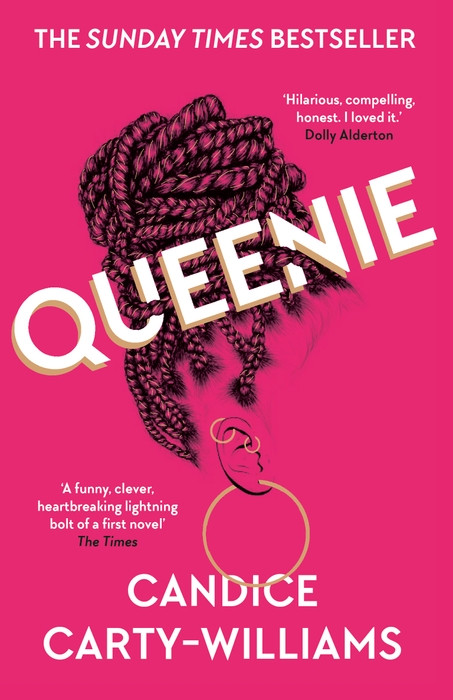 THE SUNDAY TIMES BESTSELLER
‘Hilarious, compelling,
honest. I loved it.’
Dolly Alderton
QUEENIE
‘A funny, clever,
heartbreaking lightning
bolt of a first novel’
The Times
CANDICE
CARTY-WILLIAMS